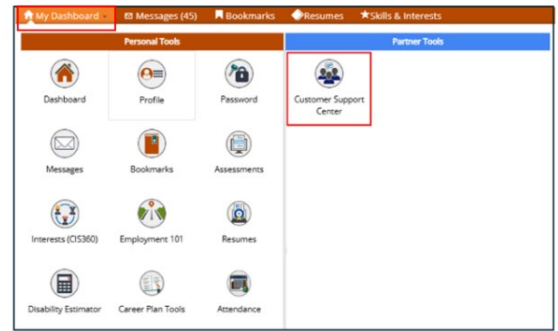 My Dashboard Messages (45) Bookmarks Resumes Skills & Interests
Personal Tools Partner Tools
Dashboard Profile Password Customer Support
Center
Messages Bookmarks Assessments
Interests (CIS360) Employment 101 Resumes
Disability Estimator Career Plan Tools Attendance